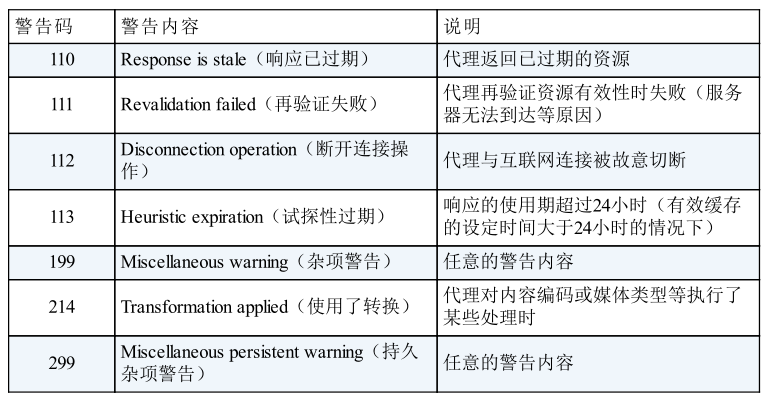 警告码 警告内容 说明
110 Response is stale（响应已过期） 代理返回已过期的资源
111 Revalidation failed（再验证失败） 代理再验证资源有效性时失败（服务
器无法到达等原因）
112 Disconnection operation（断开连接操
作） 代理与互联网连接被故意切断
113 Heuristic expiration（试探性过期） 响应的使用期超过24小时（有效缓存
的设定时间大于24小时的情况下）
199 Miscellaneous warning（杂项警告） 任意的警告内容
214 Transformation applied（使用了转换） 代理对内容编码或媒体类型等执行了
某些处理时
299 Miscellaneous persistent warning（持久
杂项警告） 任意的警告内容